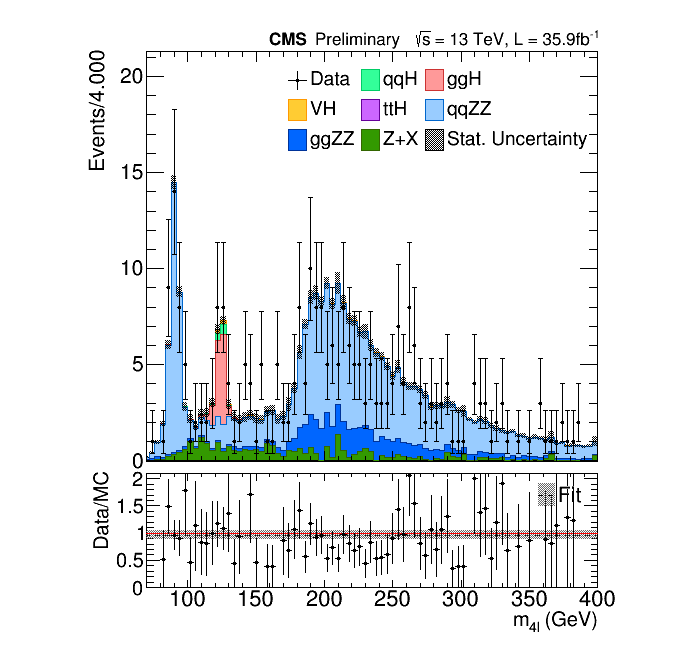 CMS Preliminary √s = 13 TeV, L = 35.9fb⁻¹
Events/4.000
20
15
10
5
0
Data qqH ggH
VH ttH qqZZ
ggZZ Z+X Stat. Uncertainty
Data/MC
2
1.5
1
0.5
0
Fit
100 150 200 250 300 350 400
m4l (GeV)